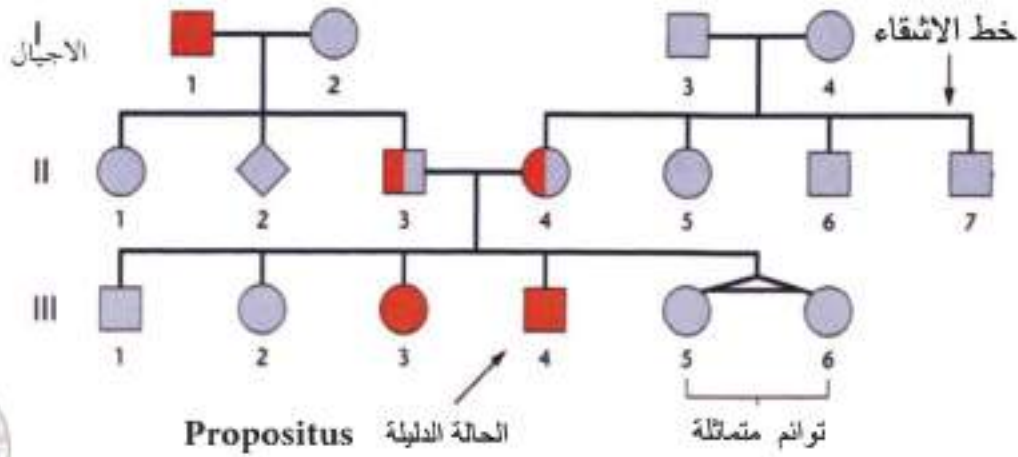 I
الاجيال
1 2 3 4
خط الاشقاء
II
1 2 3 4 5 6 7
III
1 2 3 4 5 6
Propositus الحالة الدليلة
توائم متماثلة